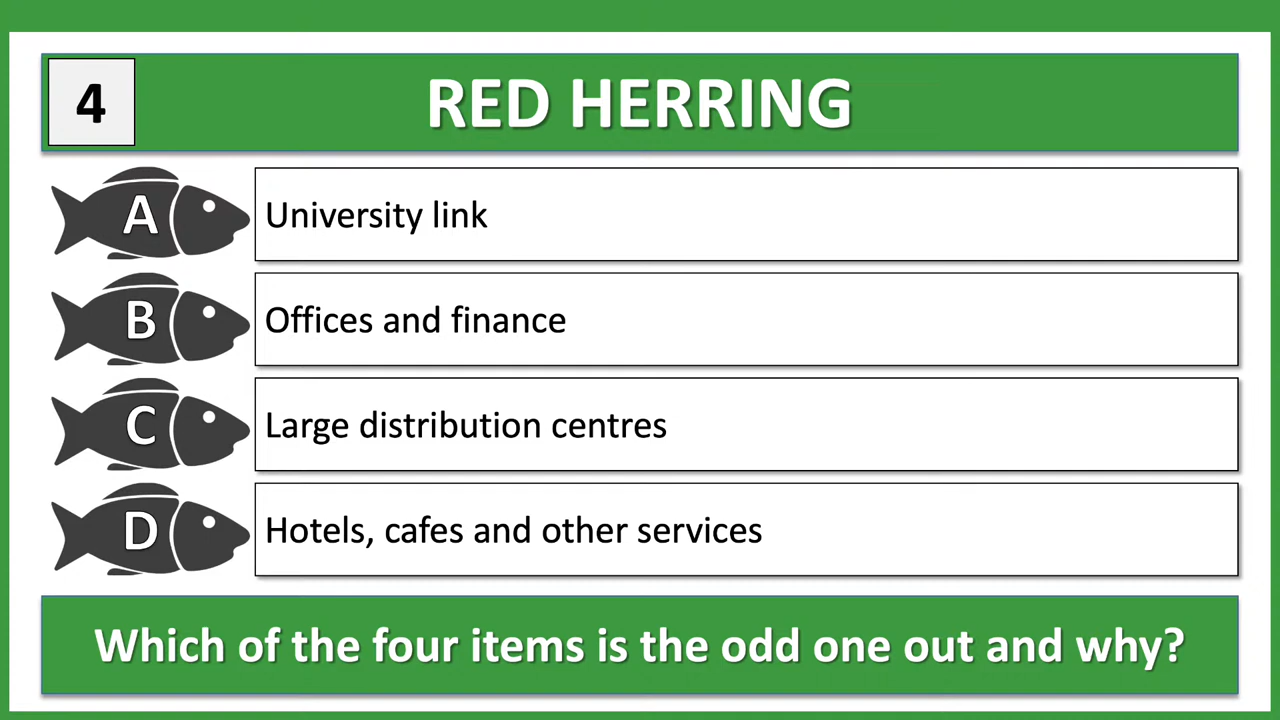 4
RED HERRING
A
University link
B
Offices and finance
C
Large distribution centres
D
Hotels, cafes and other services
Which of the four items is the odd one out and why?